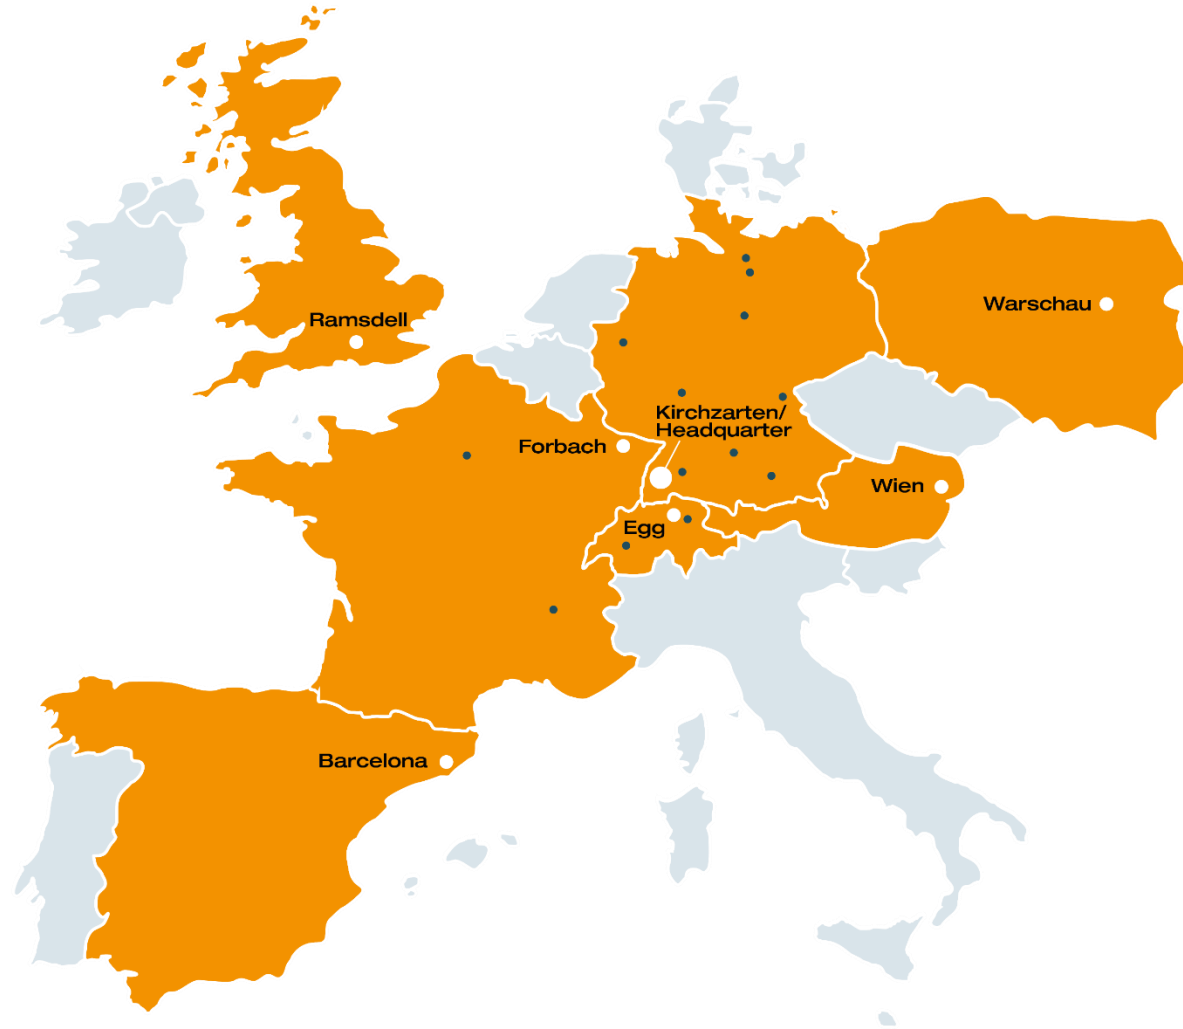 Warschau
Ramsdell
Kirchzarten/
Headquarter
Forbach
Wien
Egg
Barcelona